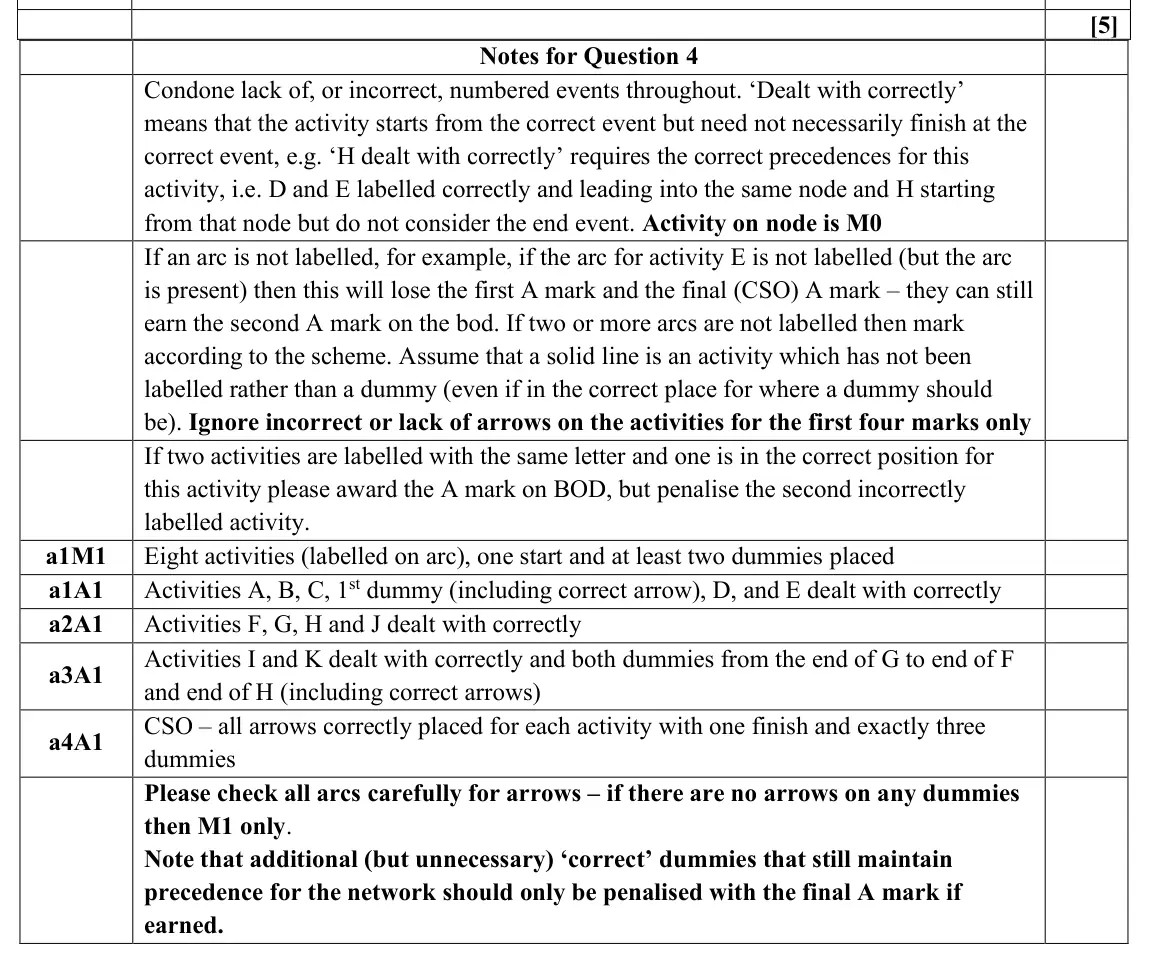 [5]
Notes for Question 4
Condone lack of, or incorrect, numbered events throughout. ‘Dealt with correctly’
means that the activity starts from the correct event but need not necessarily finish at the
correct event, e.g. ‘H dealt with correctly’ requires the correct precedences for this
activity, i.e. D and E labelled correctly and leading into the same node and H starting
from that node but do not consider the end event. Activity on node is M0
If an arc is not labelled, for example, if the arc for activity E is not labelled (but the arc
is present) then this will lose the first A mark and the final (CSO) A mark – they can still
earn the second A mark on the bod. If two or more arcs are not labelled then mark
according to the scheme. Assume that a solid line is an activity which has not been
labelled rather than a dummy (even if in the correct place for where a dummy should
be). Ignore incorrect or lack of arrows on the activities for the first four marks only
If two activities are labelled with the same letter and one is in the correct position for
this activity please award the A mark on BOD, but penalise the second incorrectly
labelled activity.
a1M1 Eight activities (labelled on arc), one start and at least two dummies placed
a1A1 Activities A, B, C, 1st dummy (including correct arrow), D, and E dealt with correctly
a2A1 Activities F, G, H and J dealt with correctly
a3A1 Activities I and K dealt with correctly and both dummies from the end of G to end of F
and end of H (including correct arrows)
a4A1 CSO – all arrows correctly placed for each activity with one finish and exactly three
dummies
Please check all arcs carefully for arrows – if there are no arrows on any dummies
then M1 only.
Note that additional (but unnecessary) ‘correct’ dummies that still maintain
precedence for the network should only be penalised with the final A mark if
earned.